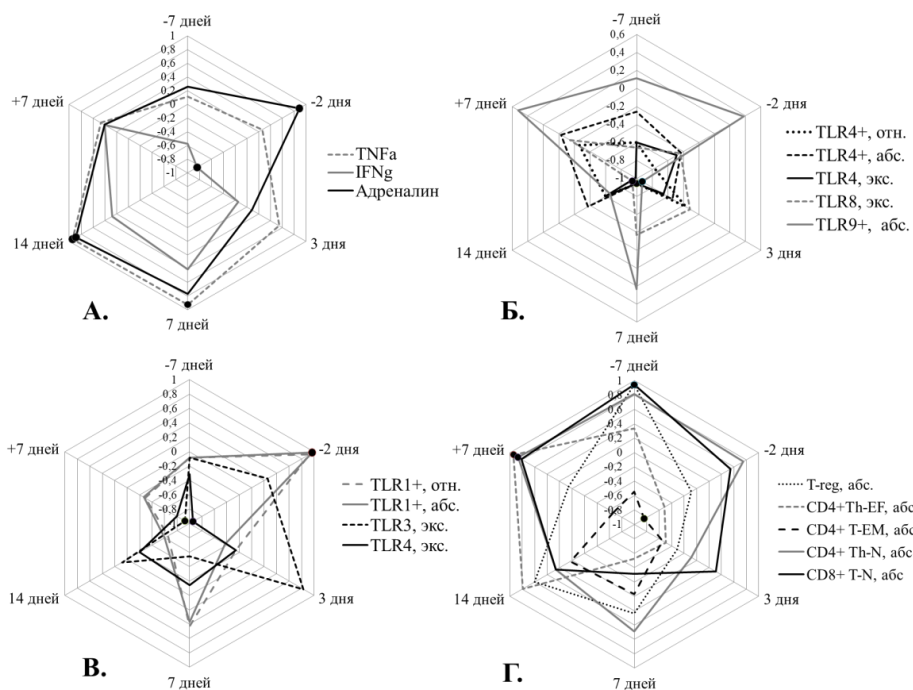 -7 дней
1
0,8
0,6
0,4
0,2
0
-0,2
-0,4
-0,6
-0,8
-1
-2 дня
3 дня
7 дней
14 дней
+7 дней
TNFa
IFNg
Адреналин
А.
-7 дней
0,6
0,4
0,2
0
-0,2
-0,4
-0,6
-0,8
-1
-2 дня
3 дня
7 дней
14 дней
+7 дней
TLR4+, отн.
TLR4+, абс.
TLR4, экс.
TLR8, экс.
TLR9+, абс.
Б.
-7 дней
1
0,8
0,6
0,4
0,2
0
-0,2
-0,4
-0,6
-0,8
-1
-2 дня
3 дня
7 дней
14 дней
+7 дней
TLR1+, отн.
TLR1+, абс.
TLR3, экс.
TLR4, экс.
В.
-7 дней
1
0,8
0,6
0,4
0,2
0
-0,2
-0,4
-0,6
-0,8
-1
-2 дня
3 дня
7 дней
14 дней
+7 дней
T-reg, абс.
CD4+Th-EF, абс
CD4+ T-EM, абс
CD4+ Th-N, абс
CD8+ T-N, абс
Г.